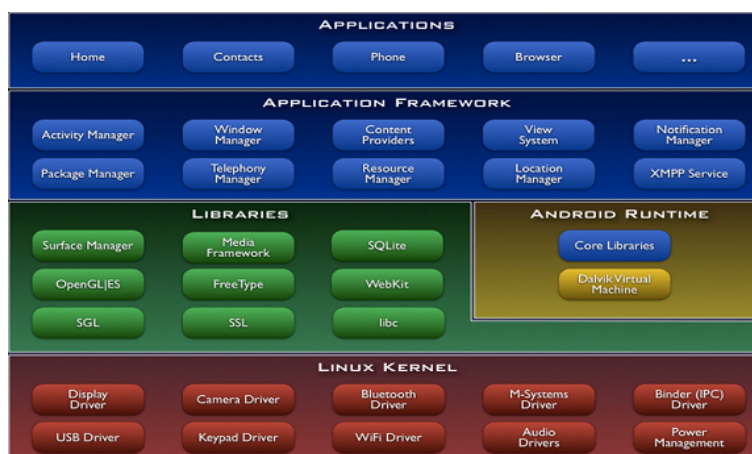 APPLICATIONS
Home
Contacts
Phone
Browser
...
APPLICATION FRAMEWORK
Activity Manager
Window
Manager
Content
Providers
View
System
Notification
Manager
Package Manager
Telephony
Manager
Resource
Manager
Location
Manager
XMPP Service
LIBRARIES
Surface Manager
Media
Framework
SQLite
OpenGL|ES
FreeType
WebKit
SGL
SSL
libc
ANDROID RUNTIME
Core Libraries
Dalvik Virtual
Machine
LINUX KERNEL
Display
Driver
Camera Driver
Bluetooth
Driver
M-Systems
Driver
Binder (IPC)
Driver
USB Driver
Keypad Driver
WiFi Driver
Audio
Drivers
Power
Management